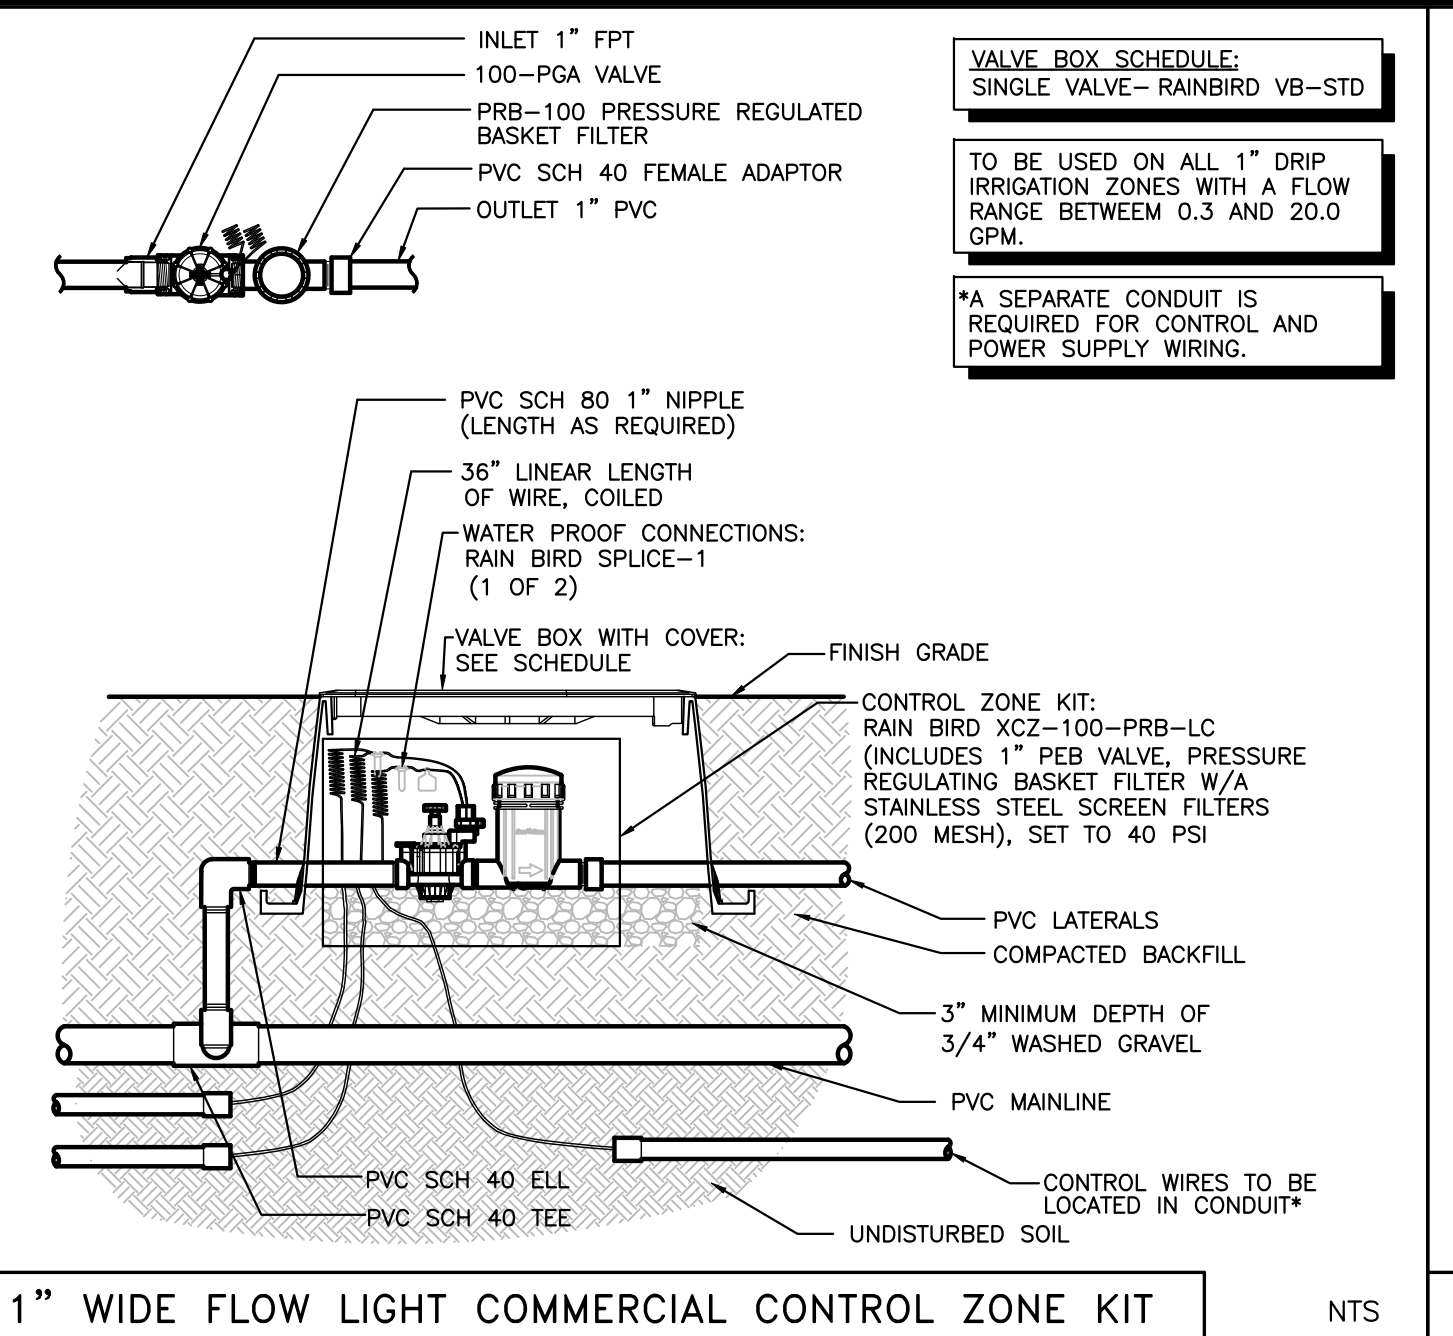 INLET 1" FPT
100-PGA VALVE
PRB-100 PRESSURE REGULATED
BASKET FILTER
PVC SCH 40 FEMALE ADAPTOR
OUTLET 1" PVC
VALVE BOX SCHEDULE:
SINGLE VALVE- RAINBIRD VB-STD
TO BE USED ON ALL 1" DRIP
IRRIGATION ZONES WITH A FLOW
RANGE BETWEEM 0.3 AND 20.0
GPM.
*A SEPARATE CONDUIT IS
REQUIRED FOR CONTROL AND
POWER SUPPLY WIRING.
PVC SCH 80 1" NIPPLE
(LENGTH AS REQUIRED)
36" LINEAR LENGTH
OF WIRE, COILED
WATER PROOF CONNECTIONS:
RAIN BIRD SPLICE-1
(1 OF 2)
VALVE BOX WITH COVER:
SEE SCHEDULE
FINISH GRADE
CONTROL ZONE KIT:
RAIN BIRD XCZ-100-PRB-LC
(INCLUDES 1" PEB VALVE, PRESSURE
REGULATING BASKET FILTER W/A
STAINLESS STEEL SCREEN FILTERS
(200 MESH), SET TO 40 PSI
PVC LATERALS
COMPACTED BACKFILL
3" MINIMUM DEPTH OF
3/4" WASHED GRAVEL
PVC MAINLINE
CONTROL WIRES TO BE
LOCATED IN CONDUIT*
PVC SCH 40 ELL
PVC SCH 40 TEE
UNDISTURBED SOIL
1" WIDE FLOW LIGHT COMMERCIAL CONTROL ZONE KIT
NTS